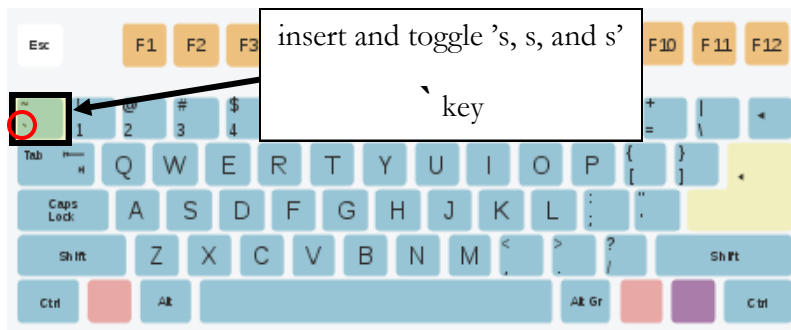 insert and toggle ’s, s, and s’
` key
Esc F1 F2 F3 F10 F11 F12
~ ! @ # $ + |
` 1 2 3 4 = \
Tab Q W E R T Y U I O P { [ } ]
Caps Lock A S D F G H J K L : ; " '
Shift Z X C V B N M < , > . ? / Shift
Ctrl Alt Alt Gr Ctrl